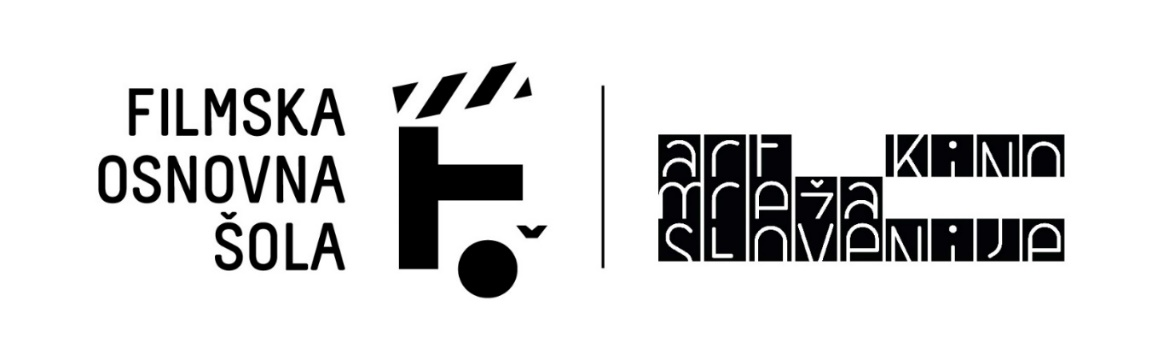 FILMSKA
OSNOVNA
ŠOLA
art kino
mreža
slovenije